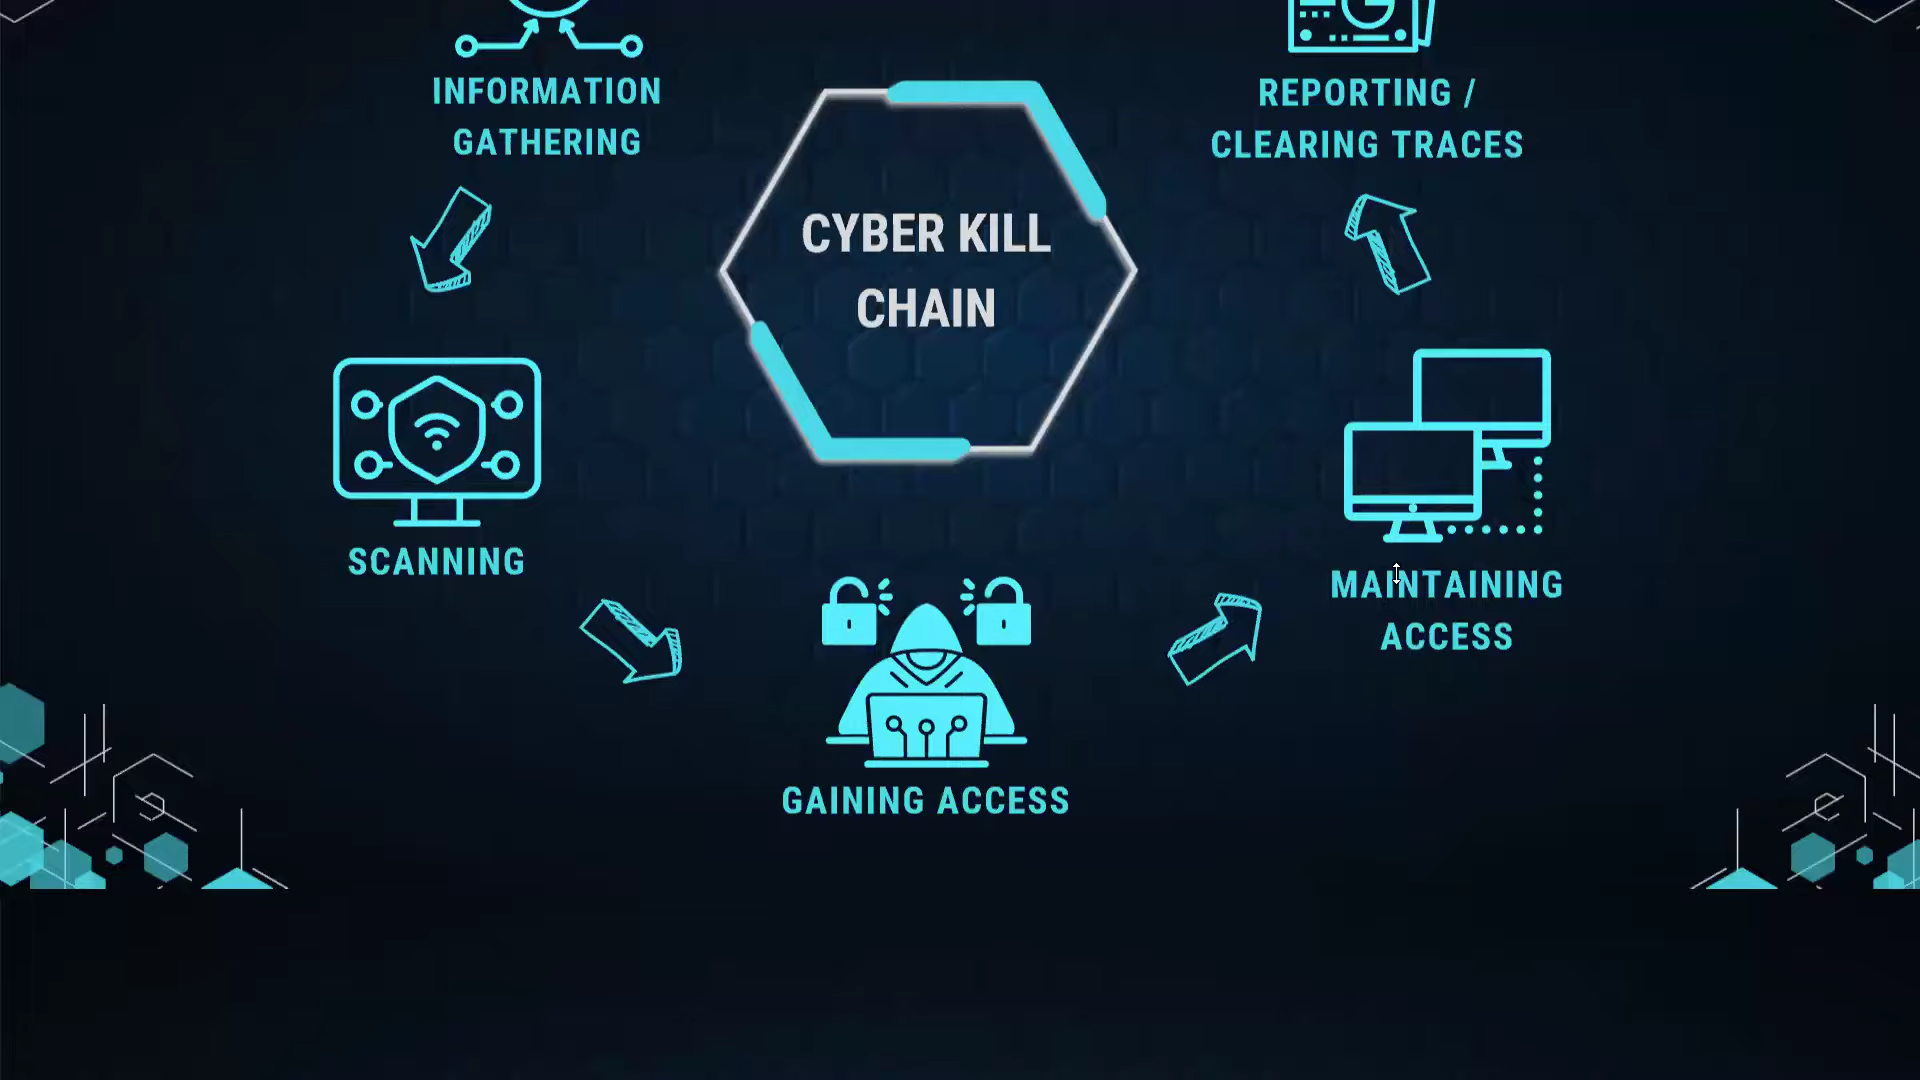 INFORMATION
GATHERING
REPORTING /
CLEARING TRACES
CYBER KILL
CHAIN
SCANNING
MAINTAINING
ACCESS
GAINING ACCESS